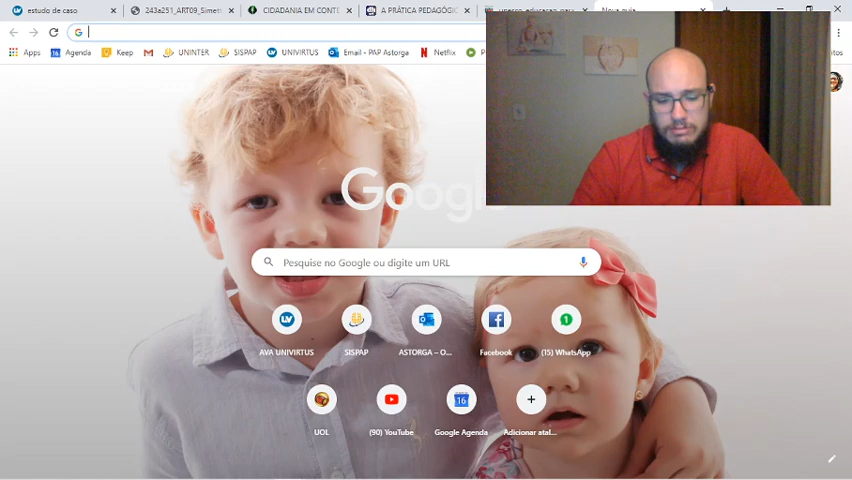 estudo de caso
243a251_ART09_Simet
CIDADANIA EM CONT
A PRÁTICA PEDAGÓGIC
Nova guia
Apps
Agenda
Keep
UNINTER
SISPAP
UNIVIRTUS
Email - PAP Astorga
Netflix
Google
Pesquise no Google ou digite um URL
AVA UNIVIRTUS
SISPAP
ASTORGA – O...
Facebook
(15) WhatsApp
UOL
(90) YouTube
Google Agenda
Adicionar atal...